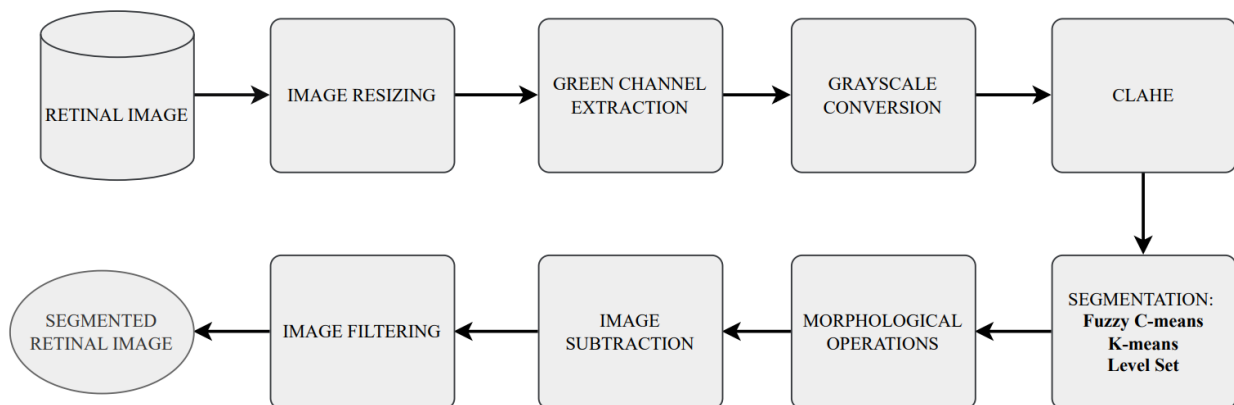 RETINAL IMAGE
IMAGE RESIZING
GREEN CHANNEL
EXTRACTION
GRAYSCALE
CONVERSION
CLAHE
SEGMENTATION:
Fuzzy C-means
K-means
Level Set
MORPHOLOGICAL
OPERATIONS
IMAGE
SUBTRACTION
IMAGE FILTERING
SEGMENTED
RETINAL IMAGE